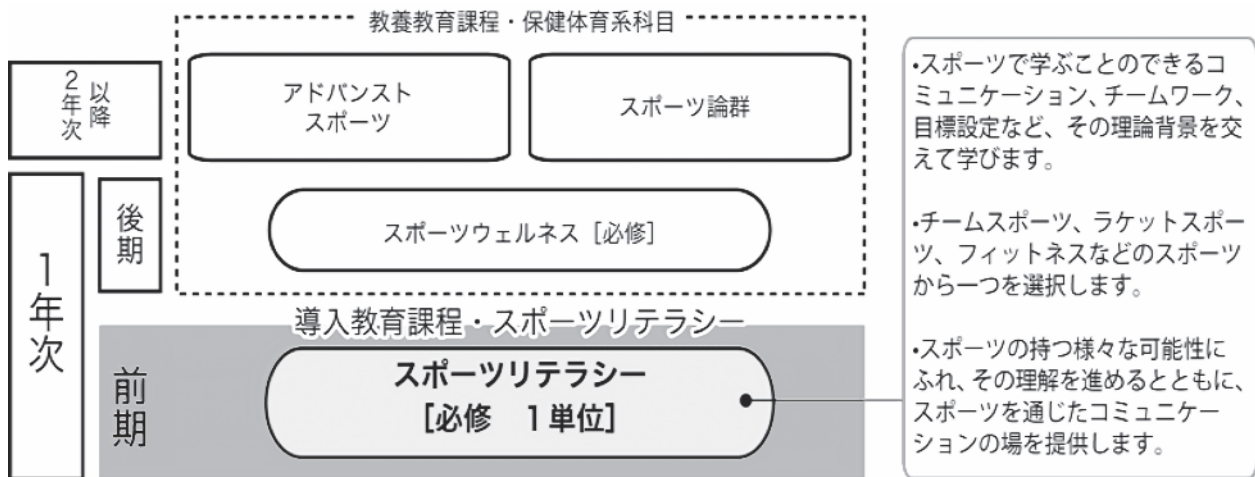 教養教育課程・保健体育系科目
2年次
以降
アドバンスト
スポーツ
スポーツ論群
1年次
後期
スポーツウェルネス［必修］
導入教育課程・スポーツリテラシー
前期
スポーツリテラシー
［必修　１単位］
•スポーツで学ぶことのできるコ
ミュニケーション、チームワーク、
目標設定など、その理論背景を交
えて学びます。
•チームスポーツ、ラケットスポー
ツ、フィットネスなどのスポーツ
から一つを選択します。
•スポーツの持つ様々な可能性に
ふれ、その理解を進めるとともに、
スポーツを通じたコミュニケー
ションの場を提供します。